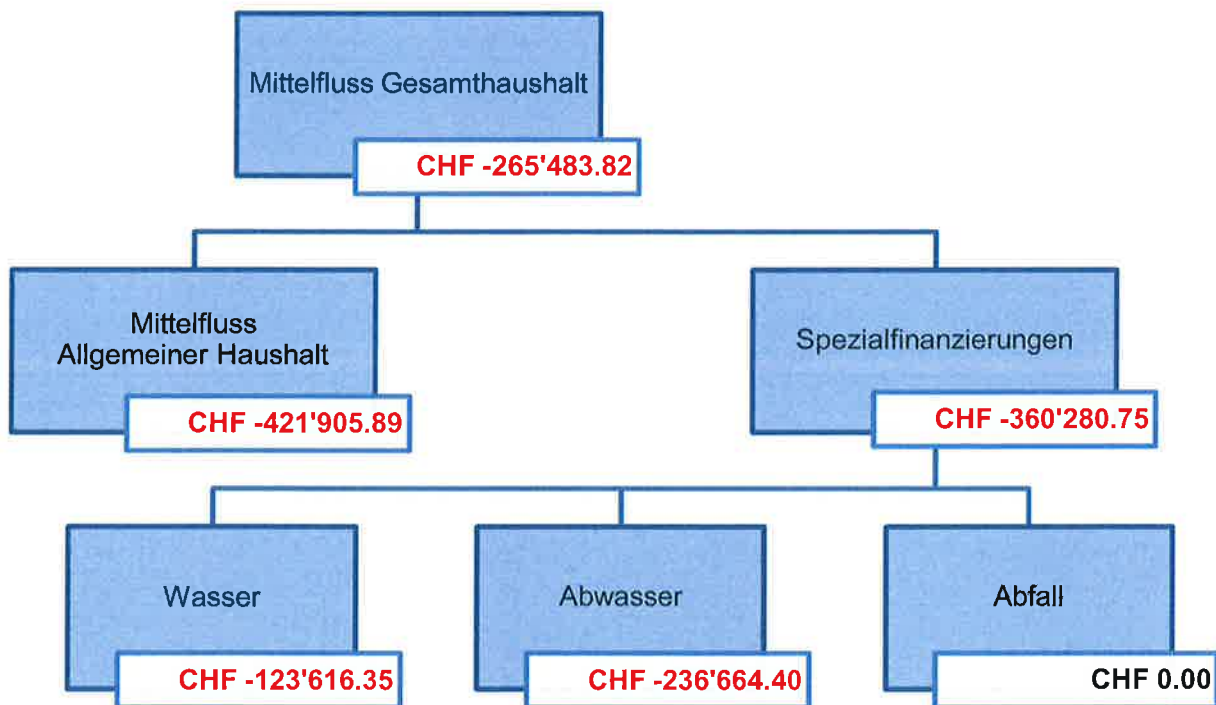 Mittelfluss Gesamthaushalt
CHF -265'483.82
Mittelfluss
Allgemeiner Haushalt
CHF -421'905.89
Spezialfinanzierungen
CHF -360'280.75
Wasser
CHF -123'616.35
Abwasser
CHF -236'664.40
Abfall
CHF 0.00